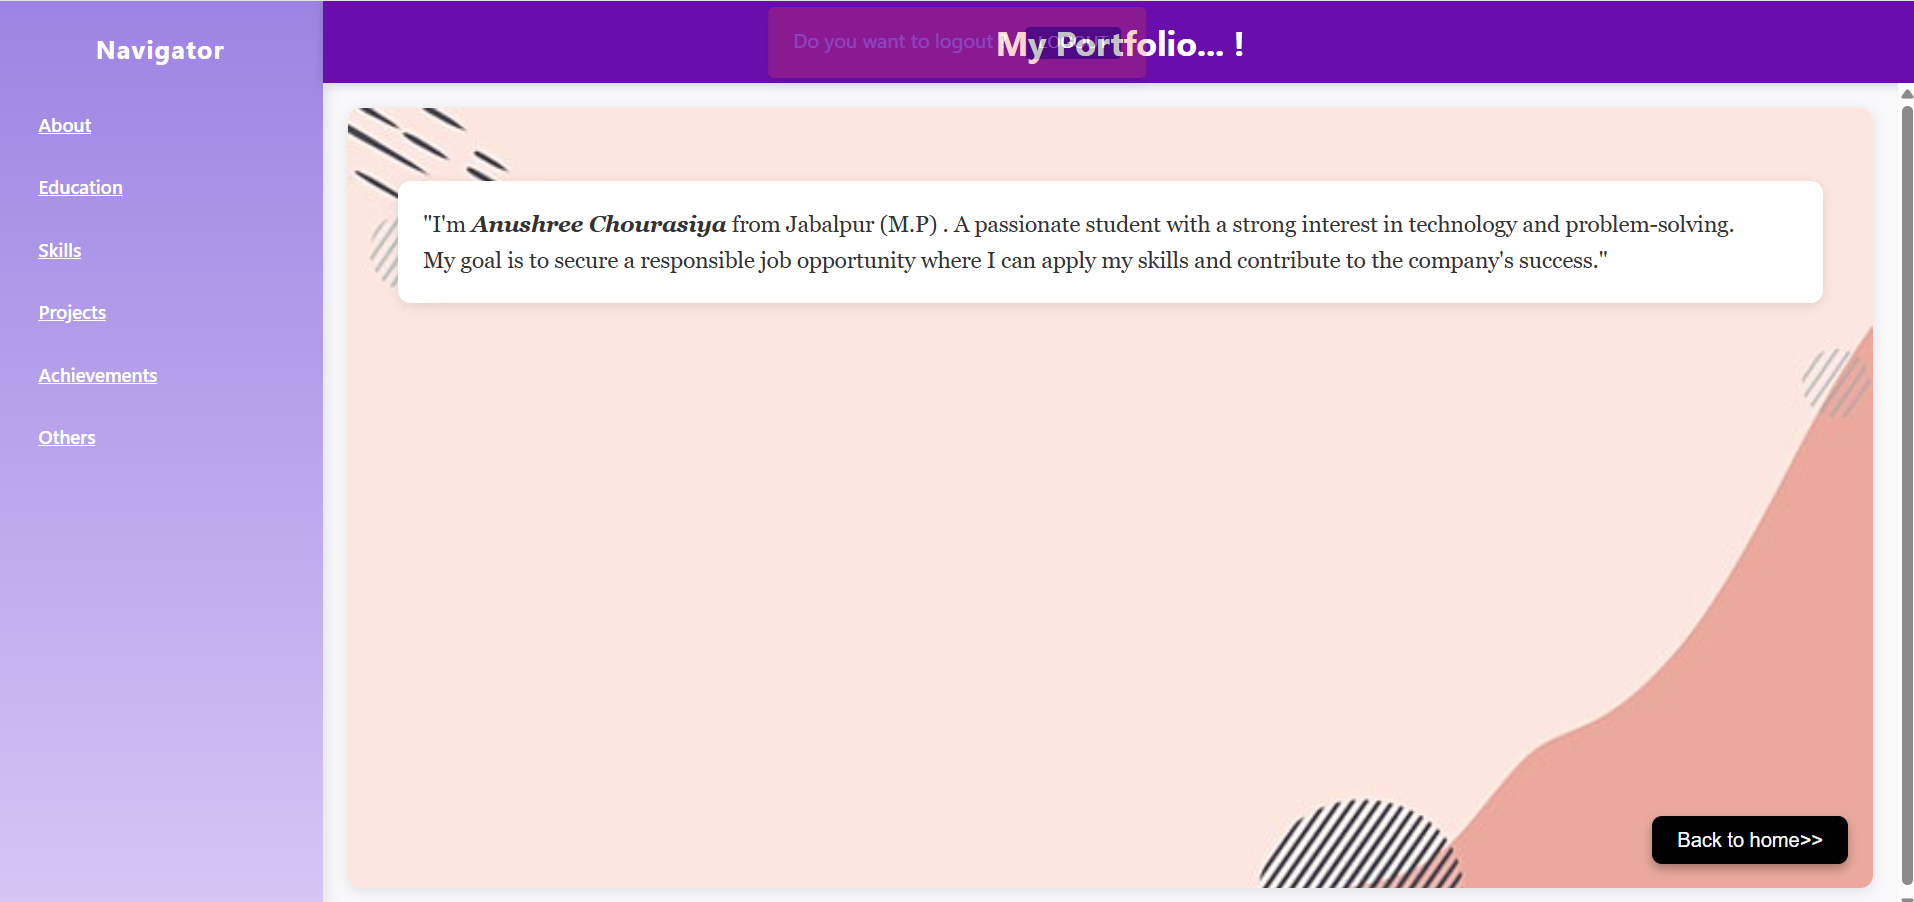 Navigator
About
Education
Skills
Projects
Achievements
Others
Do you want to logout
LOGOUT
My Portfolio... !
"I'm Anushree Chourasiya from Jabalpur (M.P) . A passionate student with a strong interest in technology and problem-solving.
My goal is to secure a responsible job opportunity where I can apply my skills and contribute to the company's success."
Back to home>>